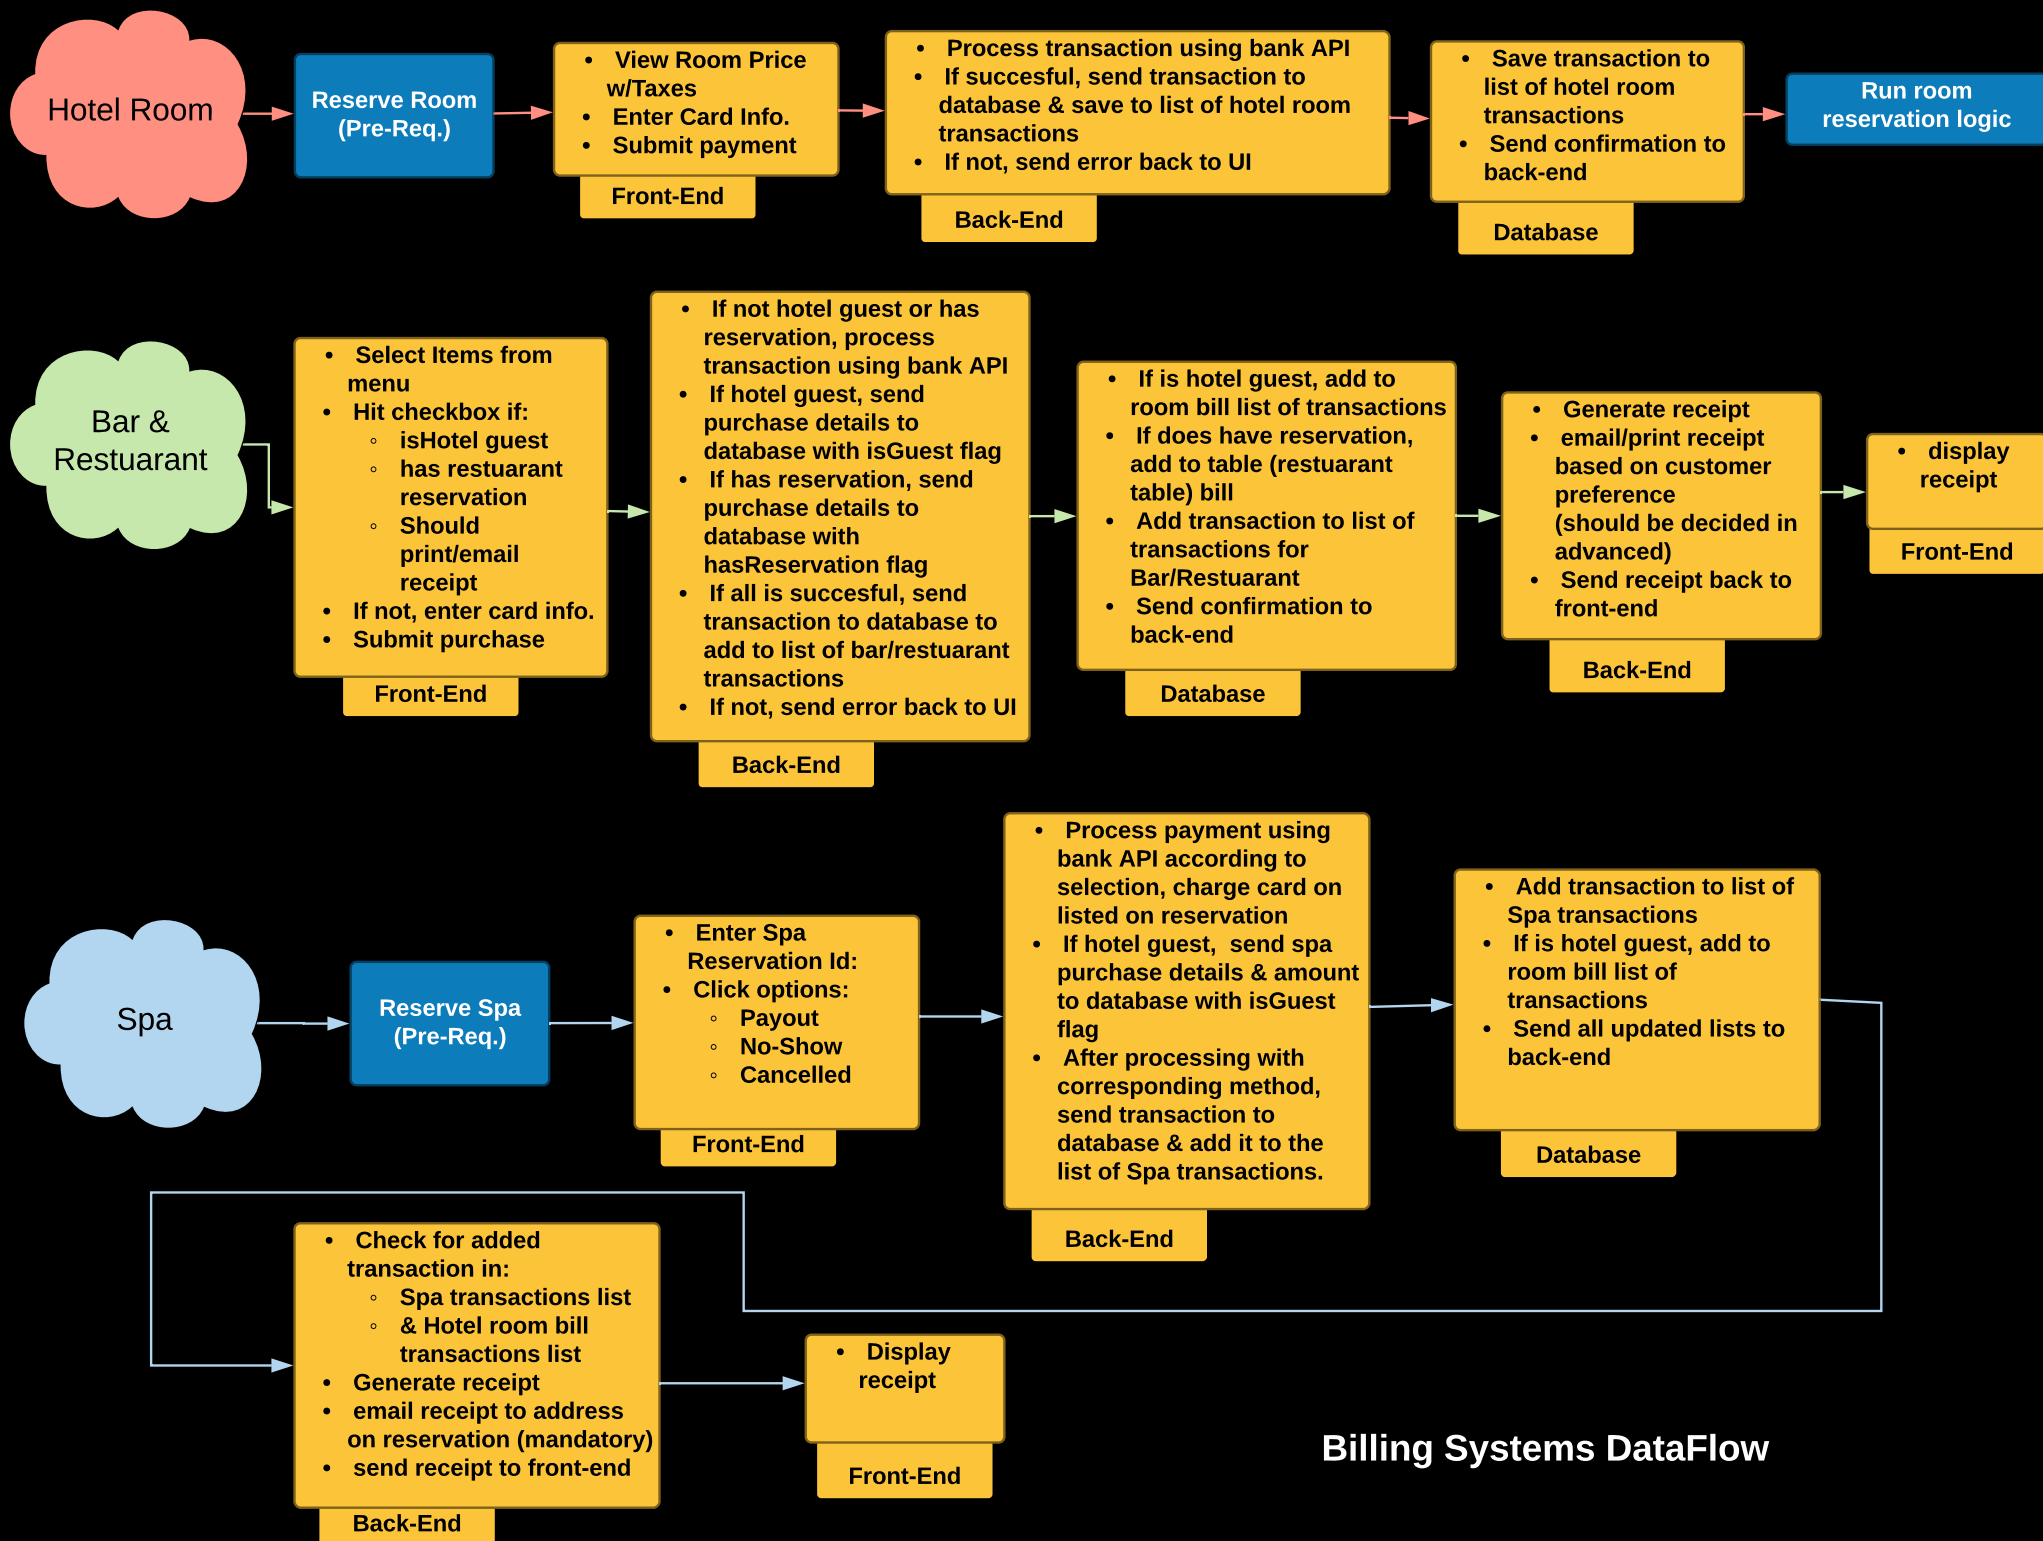 Hotel Room
Reserve Room
(Pre-Req.)
• View Room Price
w/Taxes
• Enter Card Info.
• Submit payment
Front-End
• Process transaction using bank API
• If succesful, send transaction to
database & save to list of hotel room
transactions
• If not, send error back to UI
Back-End
• Save transaction to
list of hotel room
transactions
• Send confirmation to
back-end
Database
Run room
reservation logic
Bar &
Restuarant
• Select Items from
menu
• Hit checkbox if:
◦ isHotel guest
◦ has restuarant
reservation
◦ Should
print/email
receipt
• If not, enter card info.
• Submit purchase
Front-End
• If not hotel guest or has
reservation, process
transaction using bank API
• If hotel guest, send
purchase details to
database with isGuest flag
• If has reservation, send
purchase details to
database with
hasReservation flag
• If all is succesful, send
transaction to database to
add to list of bar/restuarant
transactions
• If not, send error back to UI
Back-End
• If is hotel guest, add to
room bill list of transactions
• If does have reservation,
add to table (restuarant
table) bill
• Add transaction to list of
transactions for
Bar/Restuarant
• Send confirmation to
back-end
Database
• Generate receipt
• email/print receipt
based on customer
preference
(should be decided in
advanced)
• Send receipt back to
front-end
Back-End
• display
receipt
Front-End
Spa
Reserve Spa
(Pre-Req.)
• Enter Spa
Reservation Id:
• Click options:
◦ Payout
◦ No-Show
◦ Cancelled
Front-End
• Process payment using
bank API according to
selection, charge card on
listed on reservation
• If hotel guest, send spa
purchase details & amount
to database with isGuest
flag
• After processing with
corresponding method,
send transaction to
database & add it to the
list of Spa transactions.
Back-End
• Add transaction to list of
Spa transactions
• If is hotel guest, add to
room bill list of
transactions
• Send all updated lists to
back-end
Database
• Check for added
transaction in:
◦ Spa transactions list
◦ & Hotel room bill
transactions list
• Generate receipt
• email receipt to address
on reservation (mandatory)
• send receipt to front-end
Back-End
• Display
receipt
Front-End
Billing Systems DataFlow